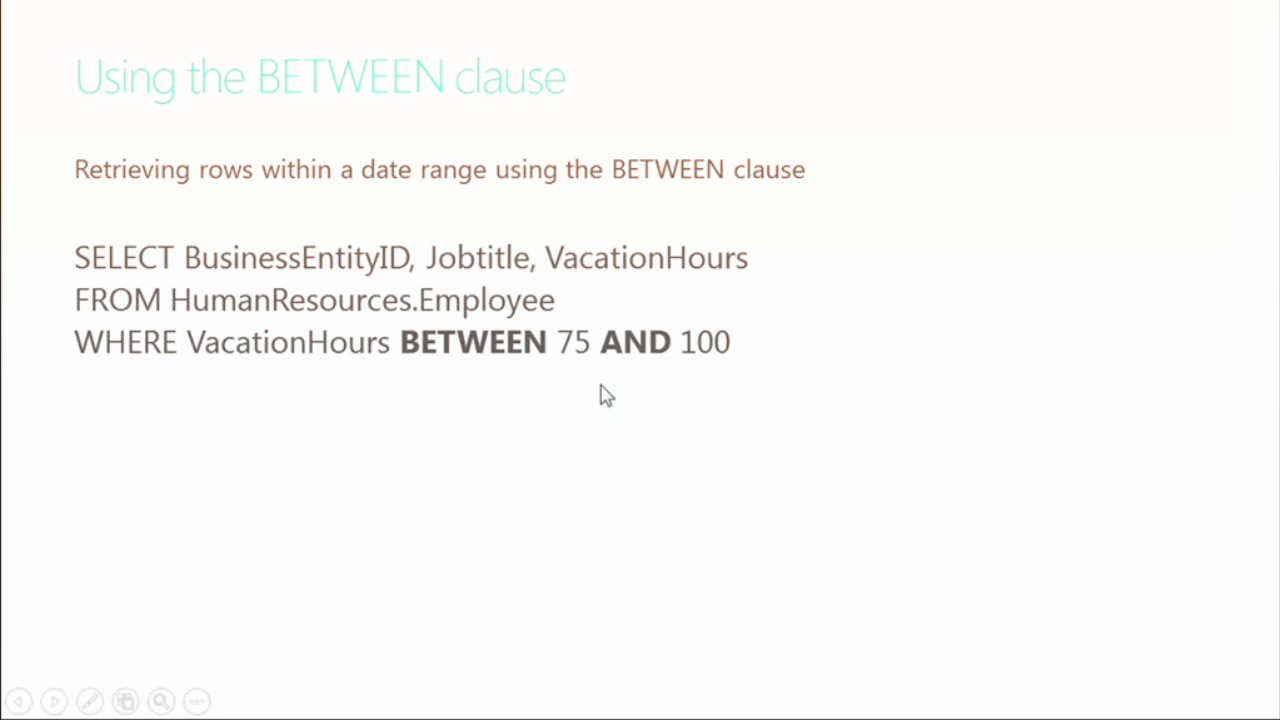 Using the BETWEEN clause
Retrieving rows within a date range using the BETWEEN clause
SELECT BusinessEntityID, Jobtitle, VacationHours
FROM HumanResources.Employee
WHERE VacationHours BETWEEN 75 AND 100